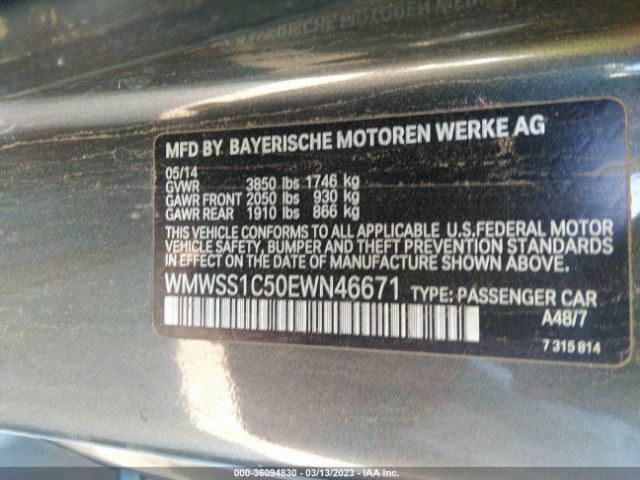 MFD BY BAYERISCHE MOTOREN WERKE AG
05/14
GVWR 3850 lbs 1746 kg
GAWR FRONT 2050 lbs 930 kg
GAWR REAR 1910 lbs 866 kg
THIS VEHICLE CONFORMS TO ALL APPLICABLE U.S.FEDERAL MOTOR
VEHICLE SAFETY, BUMPER AND THEFT PREVENTION STANDARDS
IN EFFECT ON THE DATE OF MANUFACTURE SHOWN ABOVE.
WMWSS1C50EWN46671 TYPE: PASSENGER CAR
A48/7
7 315 814
000-36094830 - 03/13/2023 - IAA Inc.